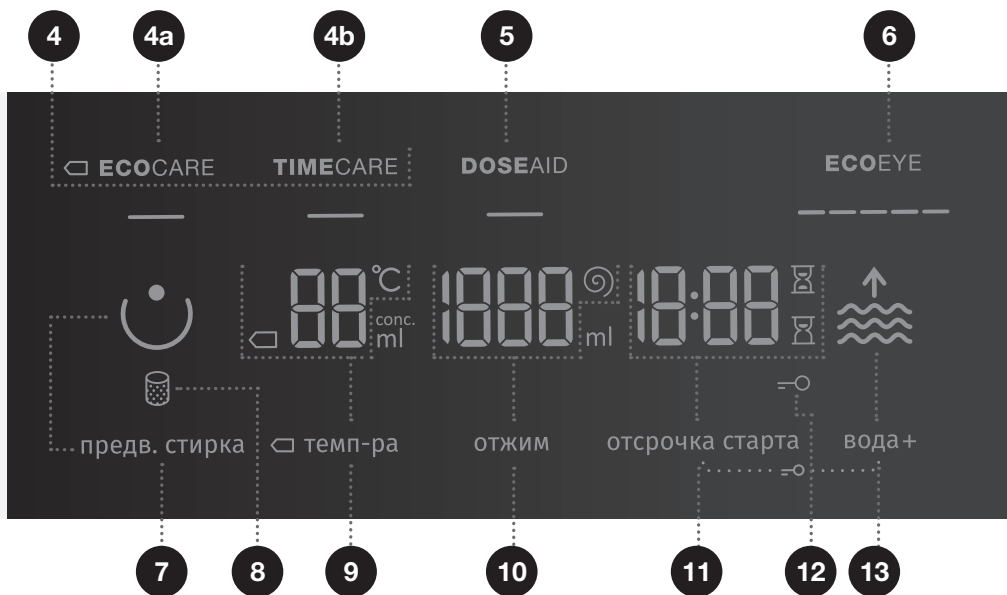 4 4a 4b 5 6
ECOCARE TIMECARE DOSEAID ECOEYE
88 °C 1888 18:88
conc.
ml ml
предв. стирка темп-ра отжим отсрочка старта вода+
7 8 9 10 11 12 13